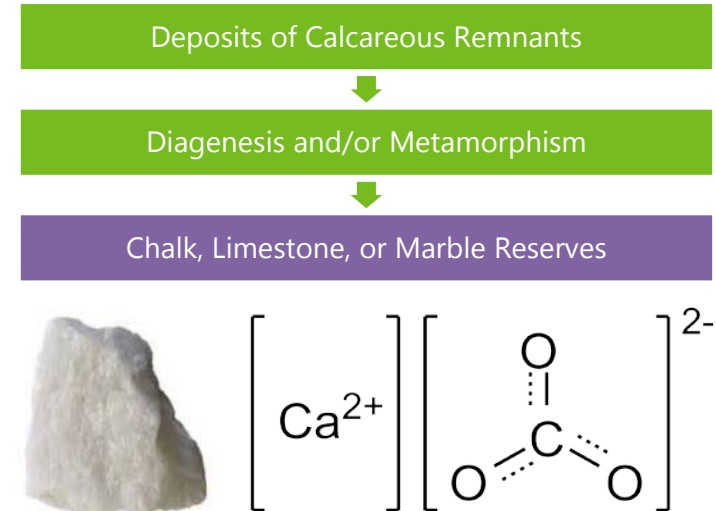 Deposits of Calcareous Remnants
Diagenesis and/or Metamorphism
Chalk, Limestone, or Marble Reserves
2-
O
Ca2+
C
O O